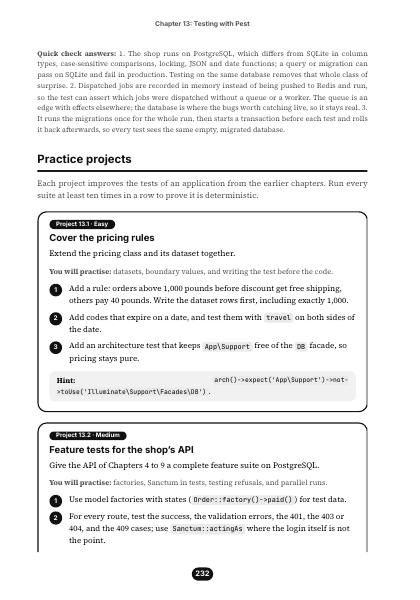 Chapter 13: Testing with Pest
Quick check answers: 1. The shop runs on PostgreSQL, which differs from SQLite in column
types, case-sensitive comparisons, locking, JSON and date functions; a query or migration can
pass on SQLite and fail in production. Testing on the same database removes that whole class of
surprise. 2. Dispatched jobs are recorded in memory instead of being pushed to Redis and run,
so the test can assert which jobs were dispatched without a queue or a worker. The queue is an
edge with effects elsewhere; the database is where the bugs worth catching live, so it stays real. 3.
It runs the migrations once for the whole run, then starts a transaction before each test and rolls
it back afterwards, so every test sees the same empty, migrated database.
Practice projects
Each project improves the tests of an application from the earlier chapters. Run every
suite at least ten times in a row to prove it is deterministic.
Project 13.1 · Easy
Cover the pricing rules
Extend the pricing class and its dataset together.
You will practise: datasets, boundary values, and writing the test before the code.
1 Add a rule: orders above 1,000 pounds before discount get free shipping,
others pay 40 pounds. Write the dataset rows first, including exactly 1,000.
2 Add codes that expire on a date, and test them with travel on both sides of
the date.
3 Add an architecture test that keeps App\Support free of the DB facade, so
pricing stays pure.
Hint: arch()->expect('App\Support')->not-
>toUse('Illuminate\Support\Facades\DB').
Project 13.2 · Medium
Feature tests for the shop's API
Give the API of Chapters 4 to 9 a complete feature suite on PostgreSQL.
You will practise: factories, Sanctum in tests, testing refusals, and parallel runs.
1 Use model factories with states (Order::factory()->paid()) for test data.
2 For every route, test the success, the validation errors, the 401, the 403 or
404, and the 409 cases; use Sanctum::actingAs where the login itself is not
the point.
232